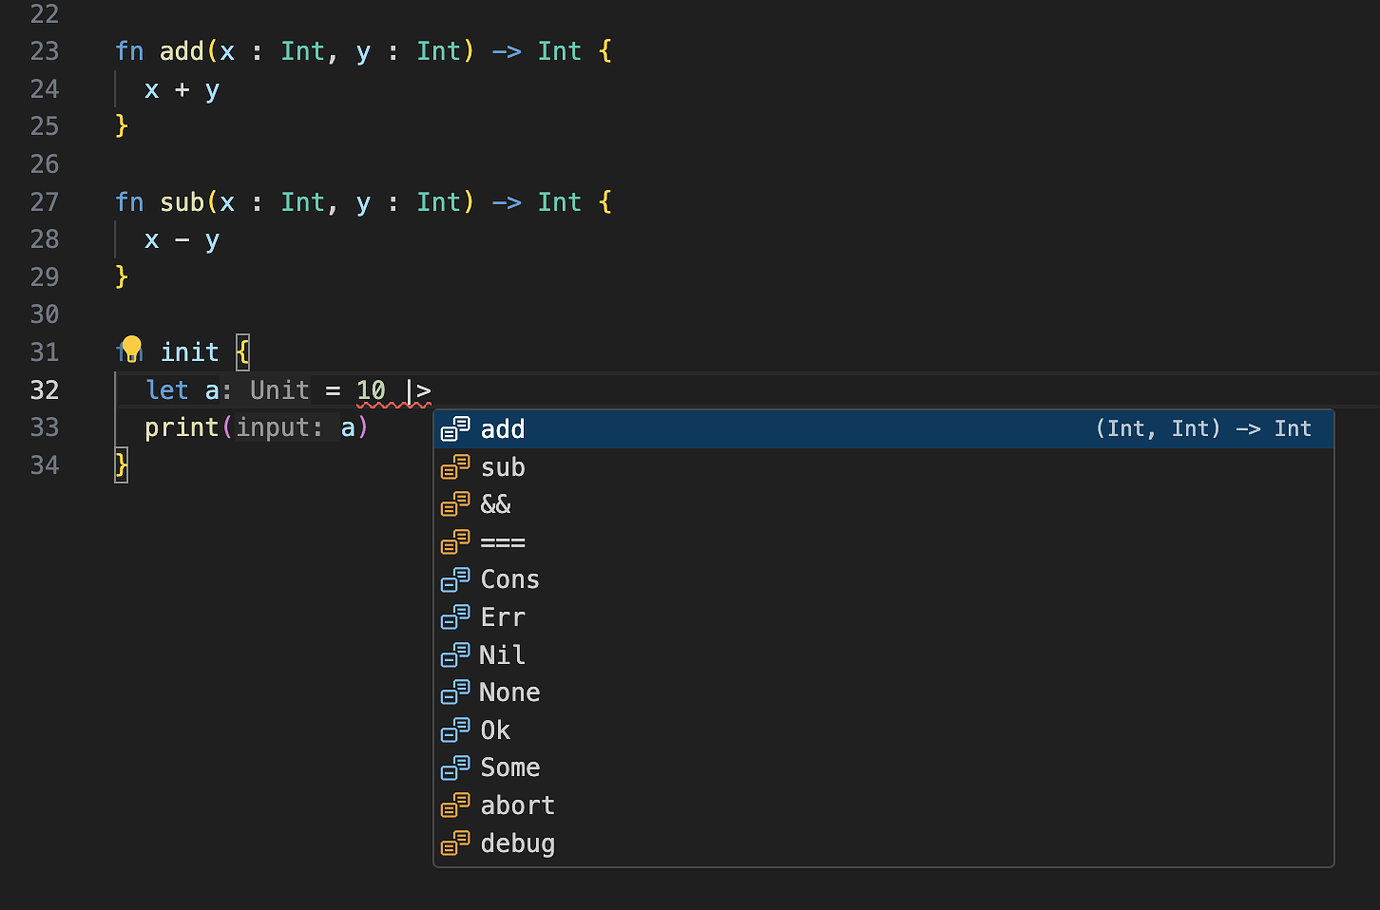 22
23 fn add(x : Int, y : Int) -> Int {
24 x + y
25 }
26
27 fn sub(x : Int, y : Int) -> Int {
28 x - y
29 }
30
31 fn init {
32 let a: Unit = 10 |>
33 print(input: a)
34 }
add (Int, Int) -> Int
sub
&&
===
Cons
Err
Nil
None
Ok
Some
abort
debug